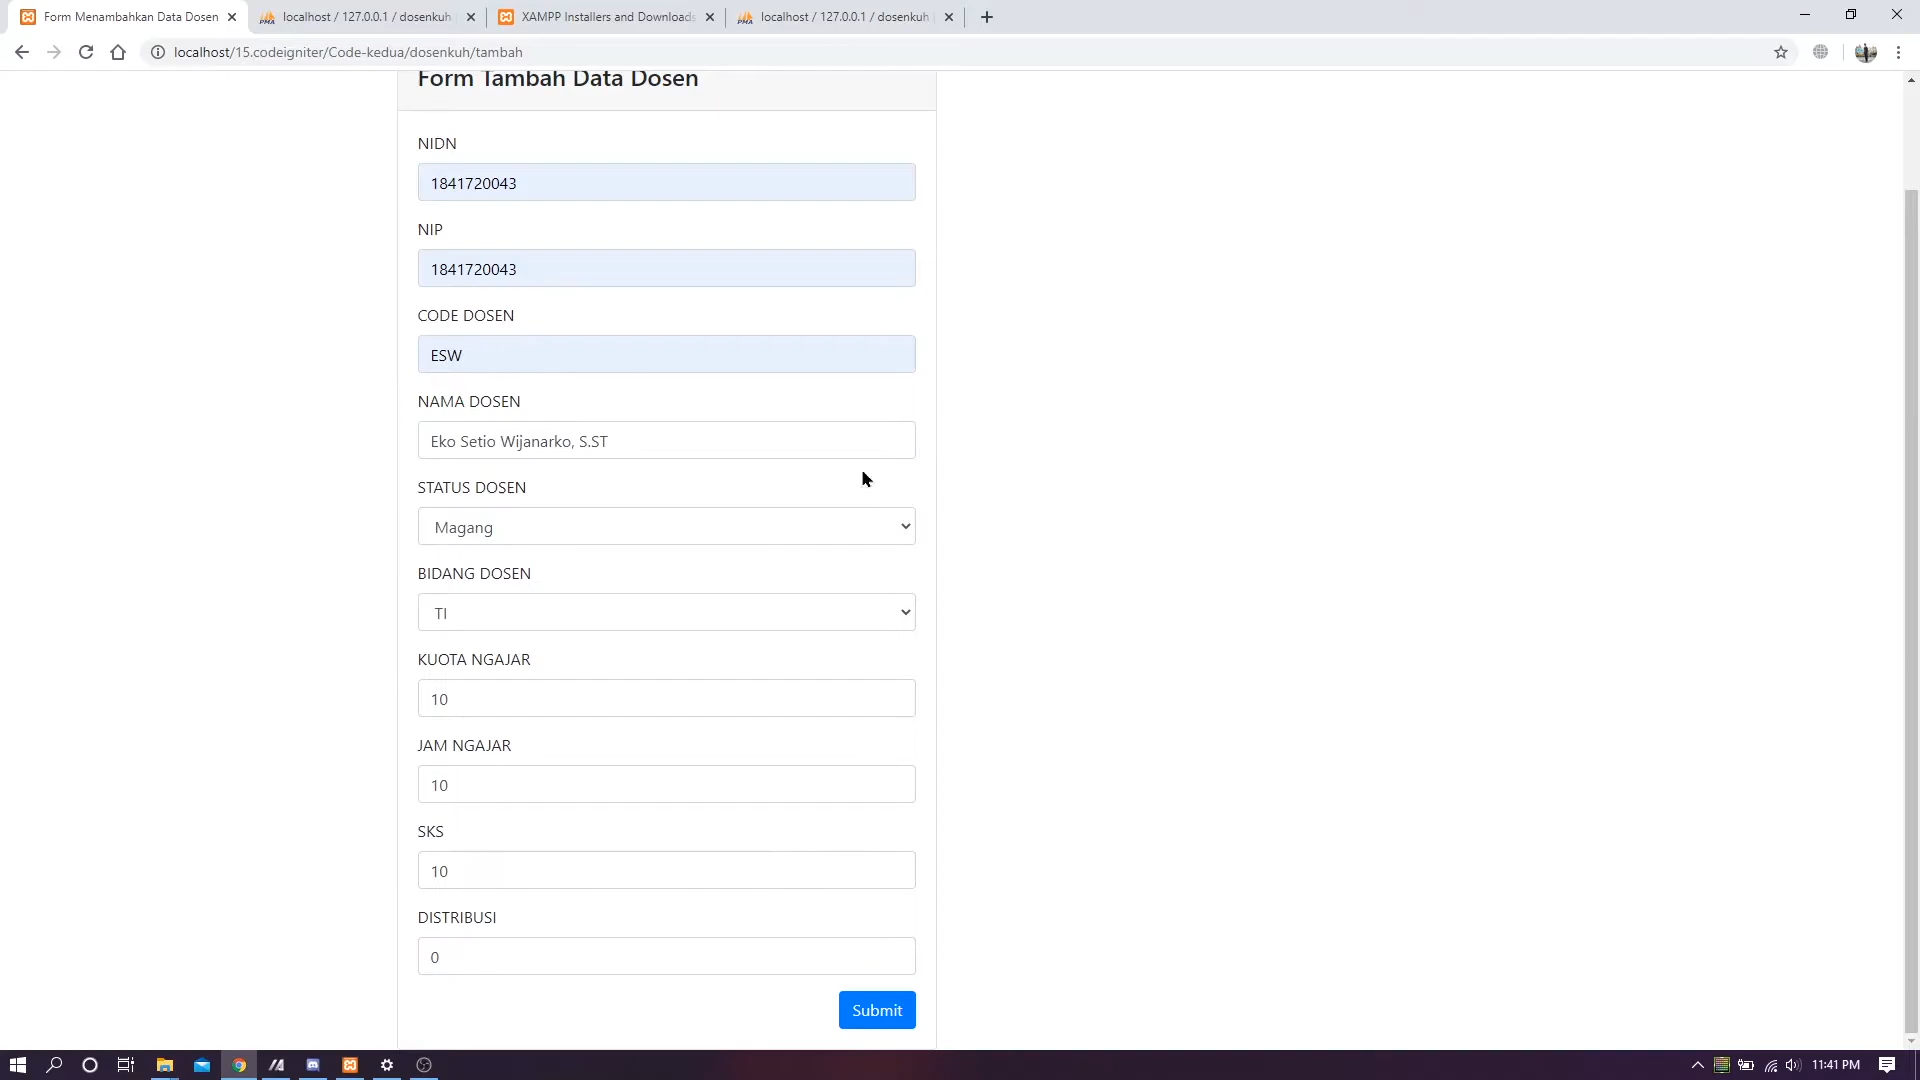 Form Menambahkan Data Dosen
localhost / 127.0.0.1 / dosenkuh
XAMPP Installers and Downloads
localhost / 127.0.0.1 / dosenkuh
localhost/15.codeigniter/Code-kedua/dosenkuh/tambah
Form Tambah Data Dosen
NIDN
1841720043
NIP
1841720043
CODE DOSEN
ESW
NAMA DOSEN
Eko Setio Wijanarko, S.ST
STATUS DOSEN
Magang
BIDANG DOSEN
TI
KUOTA NGAJAR
10
JAM NGAJAR
10
SKS
10
DISTRIBUSI
0
Submit
11:41 PM